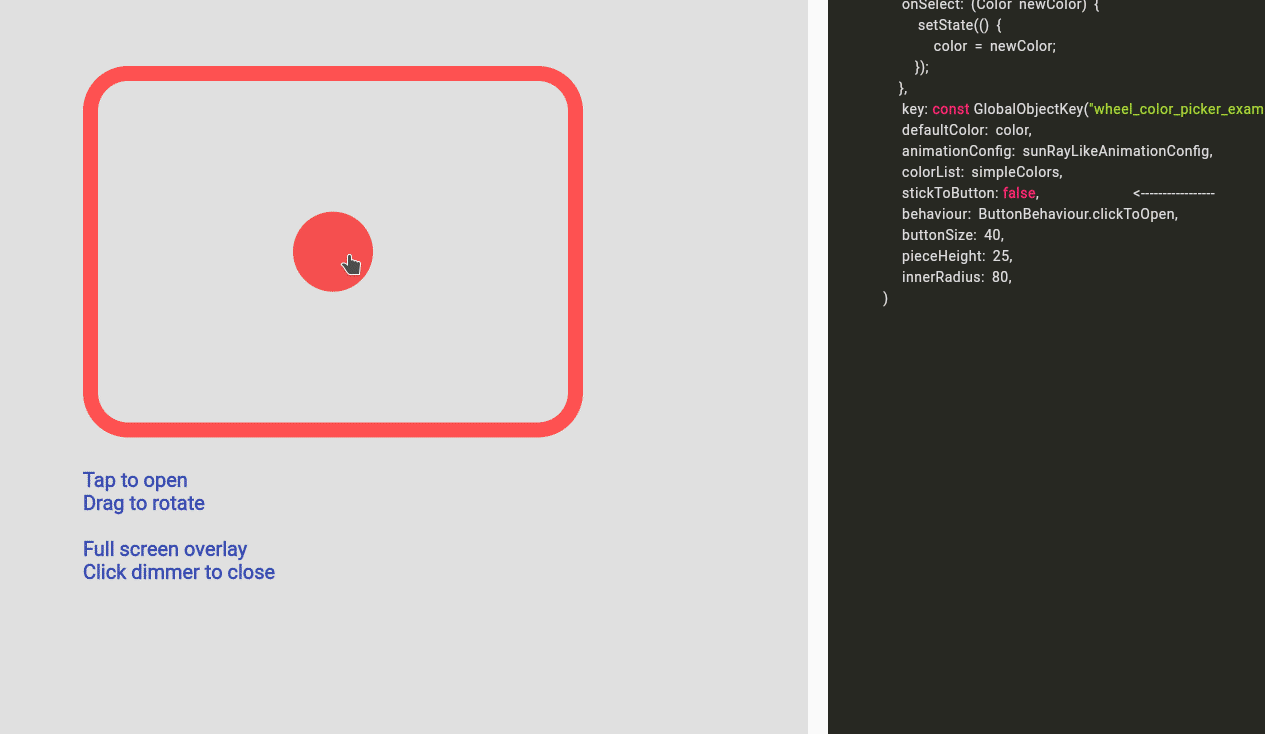 Tap to open
Drag to rotate
Full screen overlay
Click dimmer to close
onSelect: (Color newColor) {
setState(() {
color = newColor;
});
},
key: const GlobalObjectKey("wheel_color_picker_exam
defaultColor: color,
animationConfig: sunRayLikeAnimationConfig,
colorList: simpleColors,
stickToButton: false, <-----------------
behaviour: ButtonBehaviour.clickToOpen,
buttonSize: 40,
pieceHeight: 25,
innerRadius: 80,
)